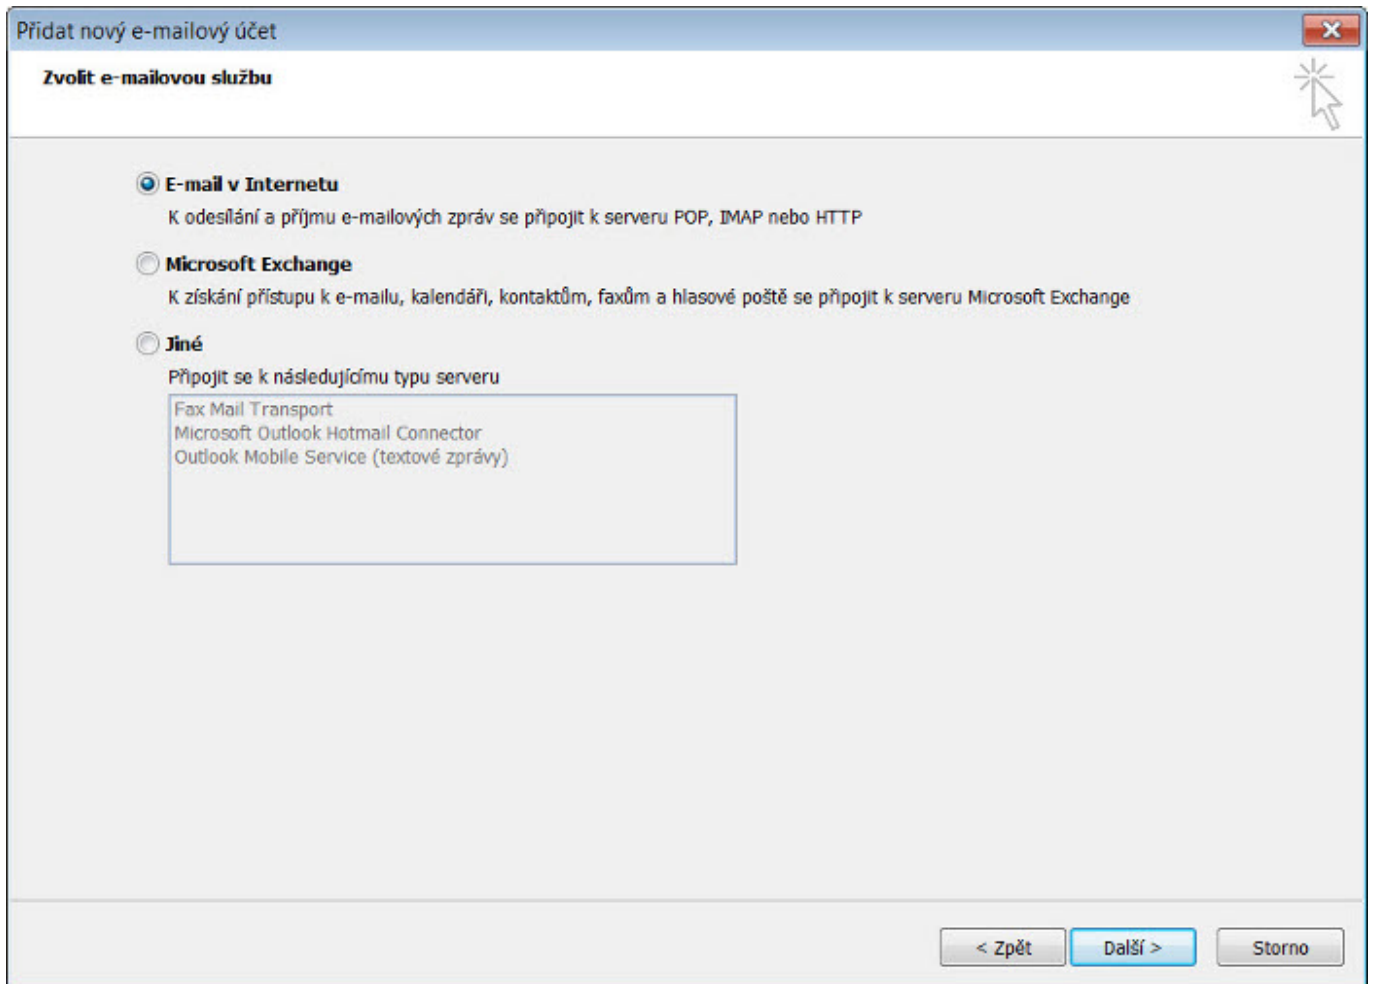 Přidat nový e-mailový účet
Zvolit e-mailovou službu
E-mail v Internetu
K odesílání a příjmu e-mailových zpráv se připojit k serveru POP, IMAP nebo HTTP
Microsoft Exchange
K získání přístupu k e-mailu, kalendáři, kontaktům, faxům a hlasové poště se připojit k serveru Microsoft Exchange
Jiné
Připojit se k následujícímu typu serveru
Fax Mail Transport
Microsoft Outlook Hotmail Connector
Outlook Mobile Service (textové zprávy)
< Zpět Další > Storno